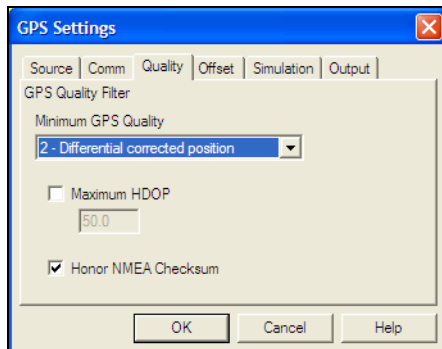 GPS Settings
Source Comm Quality Offset Simulation Output
GPS Quality Filter
Minimum GPS Quality
2 - Differential corrected position
Maximum HDOP
50.0
Honor NMEA Checksum
OK Cancel Help